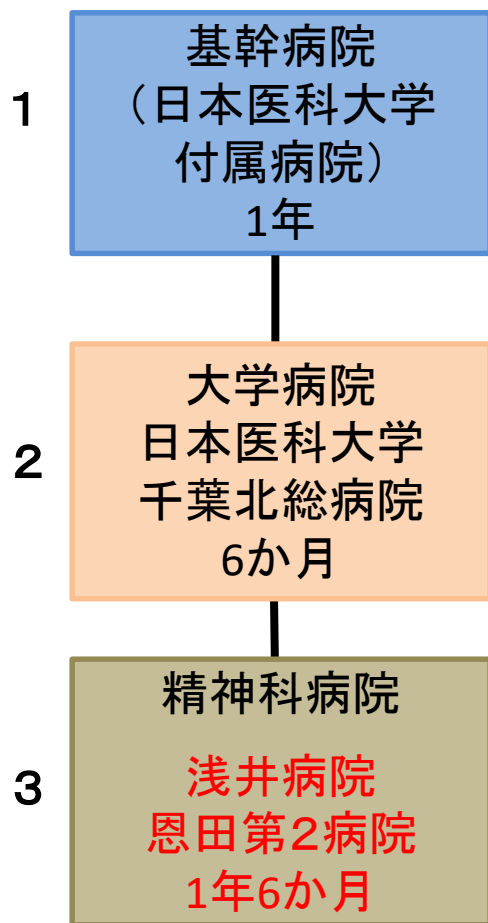 1
基幹病院
（日本医科大学
付属病院）
1年
2
大学病院
日本医科大学
千葉北総病院
6か月
3
精神科病院
浅井病院
恩田第２病院
1年6か月